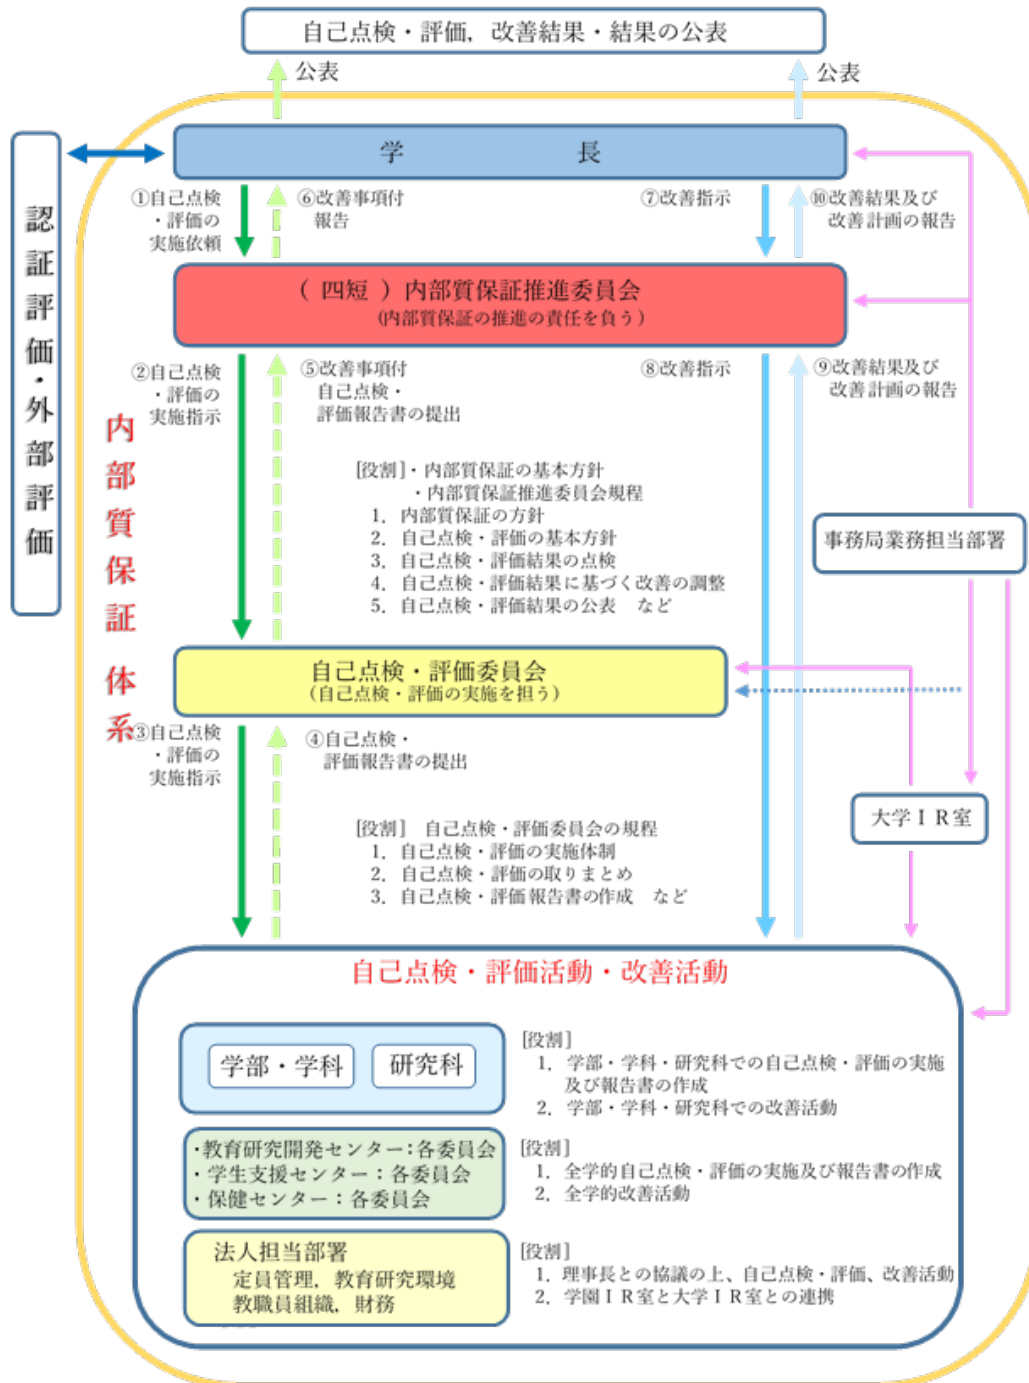 自己点検・評価，改善結果・結果の公表
公表
公表
学　　　　長
認証評価・外部評価
①自己点検
・評価の
実施依頼
⑥改善事項付
報告
⑦改善指示
⑩改善結果及び
改善計画の報告
（ 四短 ）内部質保証推進委員会
(内部質保証の推進の責任を負う）
②自己点検
・評価の
実施指示
⑤改善事項付
自己点検・
評価報告書の提出
⑧改善指示
⑨改善結果及び
改善計画の報告
内部質保証 体系
[役割]・内部質保証の基本方針
・内部質保証推進委員会規程
1．内部質保証の方針
2．自己点検・評価の基本方針
3．自己点検・評価結果の点検
4．自己点検・評価結果に基づく改善の調整
5．自己点検・評価結果の公表　など
事務局業務担当部署
自己点検・評価委員会
(自己点検・評価の実施を担う）
③自己点検
・評価の
実施指示
④自己点検・
評価報告書の提出
大学ＩＲ室
[役割]　自己点検・評価委員会の規程
1．自己点検・評価の実施体制
2．自己点検・評価の取りまとめ
3．自己点検・評価報告書の作成　など
自己点検・評価活動・改善活動
学部・学科
研究科
[役割]
1．学部・学科・研究科での自己点検・評価の実施
及び報告書の作成
2．学部・学科・研究科での改善活動
・教育研究開発センター：各委員会
・学生支援センター：各委員会
・保健センター：各委員会
[役割]
1．全学的自己点検・評価の実施及び報告書の作成
2．全学的改善活動
法人担当部署
定員管理，教育研究環境
教職員組織，財務
[役割]
1．理事長との協議の上、自己点検・評価、改善活動
2．学園ＩＲ室と大学ＩＲ室との連携